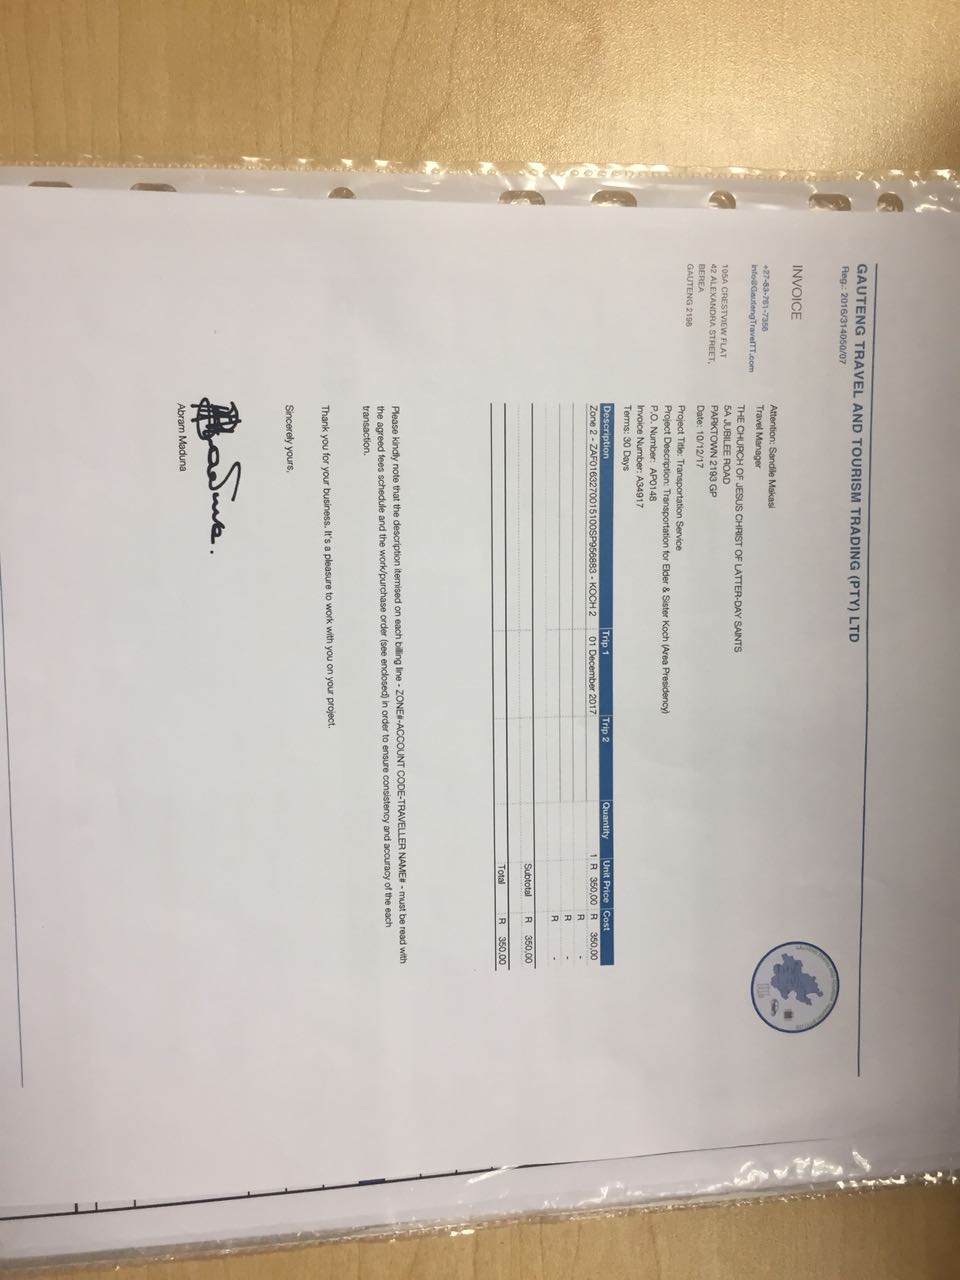 GAUTENG TRAVEL AND TOURISM TRADING (PTY) LTD
Reg.: 2016/314050/07
INVOICE
+27-83-761-7356
info@GautengTravelTT.com
105A CRESTVIEW FLAT
42 ALEXANDRA STREET,
BEREA
GAUTENG 2198
Attention: Sandile Makasi
Travel Manager
THE CHURCH OF JESUS CHRIST OF LATTER-DAY SAINTS
5A JUBILEE ROAD
PARKTOWN 2193 GP
Date: 10/12/17
Project Title: Transportation Service
Project Description: Transportation for Elder & Sister Koch (Area Presidency)
P.O. Number: AP0148
Invoice Number: A34917
Terms: 30 Days
Description Trip 1 Trip 2 Quantity Unit Price Cost
Zone 2 - ZAF0163270015100SP956883 - KOCH 2 01 December 2017 1 R 350,00 R 350,00
R -
R -
R -
Subtotal R 350,00
Total R 350,00
Please kindly note that the description itemised on each billing line - ZONE#-ACCOUNT CODE-TRAVELLER NAME# - must be read with
the agreed fees schedule and the work/purchase order (see enclosed) in order to ensure consistency and accuracy of the each
transaction.
Thank you for your business. It's a pleasure to work with you on your project.
Sincerely yours,
Abram Maduna